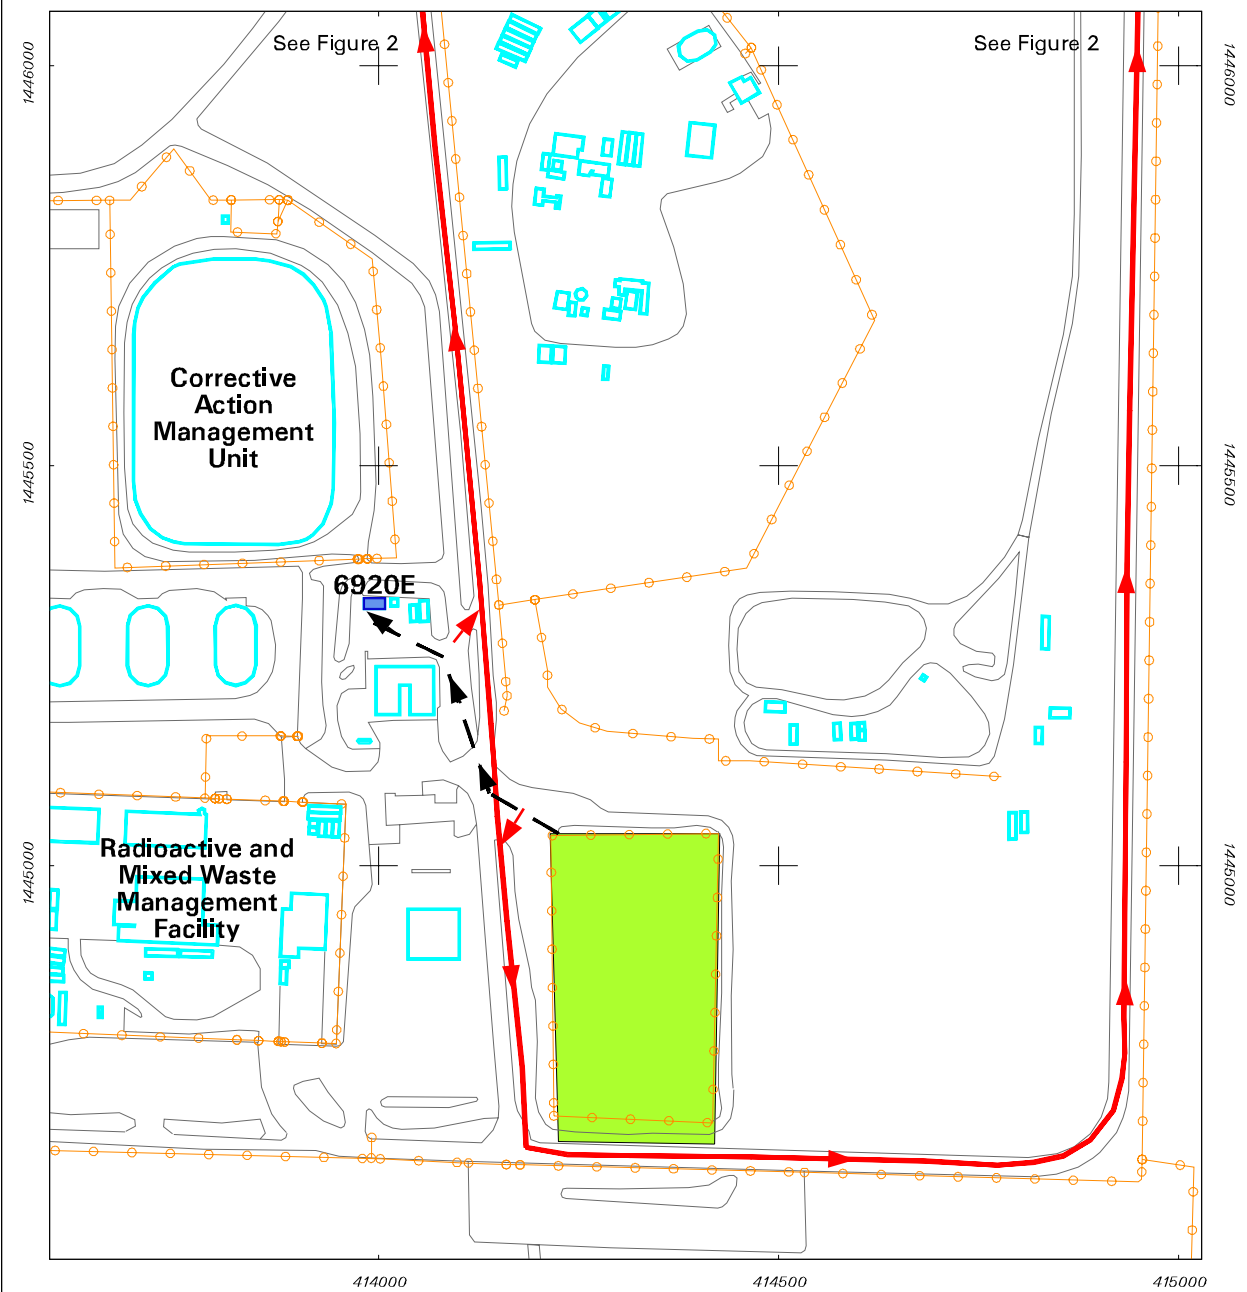 See Figure 2
See Figure 2
1446000
1446000
Corrective
Action
Management
Unit
1445500
1445500
6920E
Radioactive and
Mixed Waste
Management
Facility
1445000
1445000
414000
414500
415000